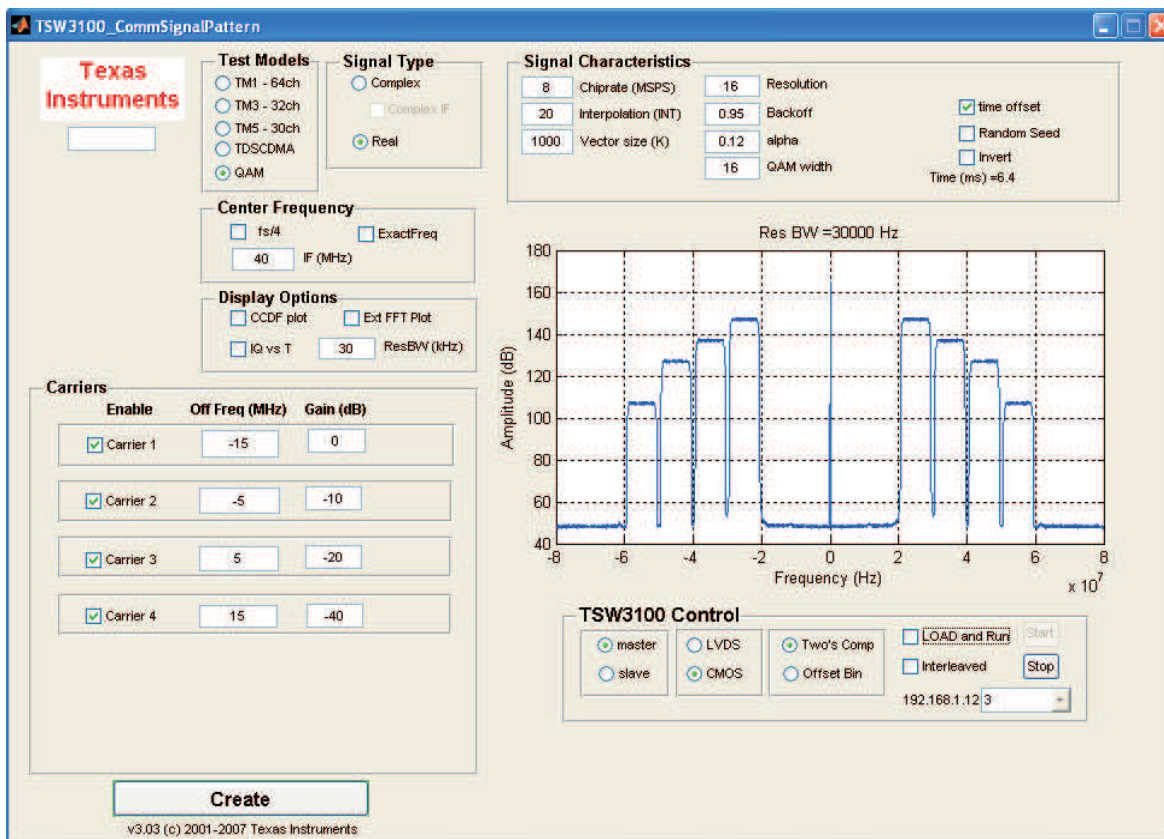 TSW3100_CommSignalPattern
Texas
Instruments
Test Models
TM1 - 64ch
TM3 - 32ch
TM5 - 30ch
TDSCDMA
QAM
Signal Type
Complex
Complex IF
Real
Signal Characteristics
8 Chiprate (MSPS)
20 Interpolation (INT)
1000 Vector size (K)
16 Resolution
0.95 Backoff
0.12 alpha
16 QAM width
time offset
Random Seed
Invert
Time (ms) =6.4
Center Frequency
fs/4
ExactFreq
40 IF (MHz)
Display Options
CCDF plot
Ext FFT Plot
IQ vs T
30 ResBW (kHz)
Carriers
Enable Off Freq (MHz) Gain (dB)
Carrier 1 -15 0
Carrier 2 -5 -10
Carrier 3 5 -20
Carrier 4 15 -40
Create
v3.03 (c) 2001-2007 Texas Instruments
Res BW =30000 Hz
Amplitude (dB)
180
160
140
120
100
80
60
40
-8 -6 -4 -2 0 2 4 6 8
Frequency (Hz)
x 10^7
TSW3100 Control
master
slave
LVDS
CMOS
Two's Comp
Offset Bin
LOAD and Run
Start
Interleaved
Stop
192.168.1.12 3